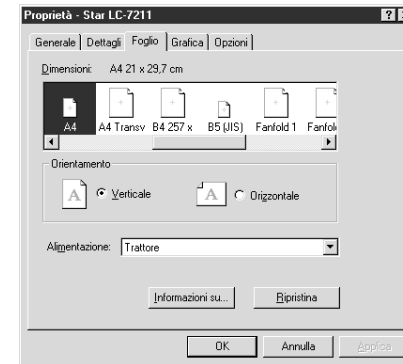 Proprietà - Star LC-7211
Generale Dettagli Foglio Grafica Opzioni
Dimensioni: A4 21 x 29,7 cm
A4 A4 Transv B4 257 x B5 (JIS) Fanfold 1 Fanfold
Orientamento
A Verticale A Orizzontale
Alimentazione: Trattore
Informazioni su... Ripristina
OK Annulla Applica